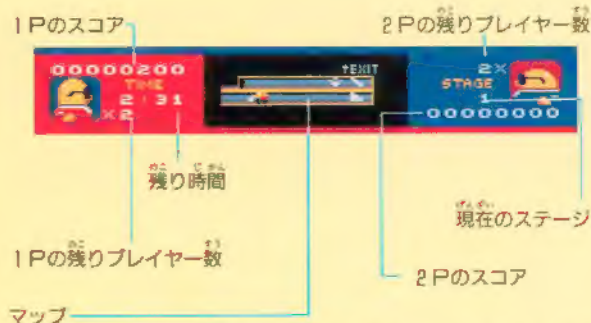 1Pのスコア
2Pの残りプレイヤー数
00000200
TIME
2:31
×2
↑EXIT
2×
STAGE
1
00000000
残り時間
現在のステージ
1Pの残りプレイヤー数
2Pのスコア
マップ